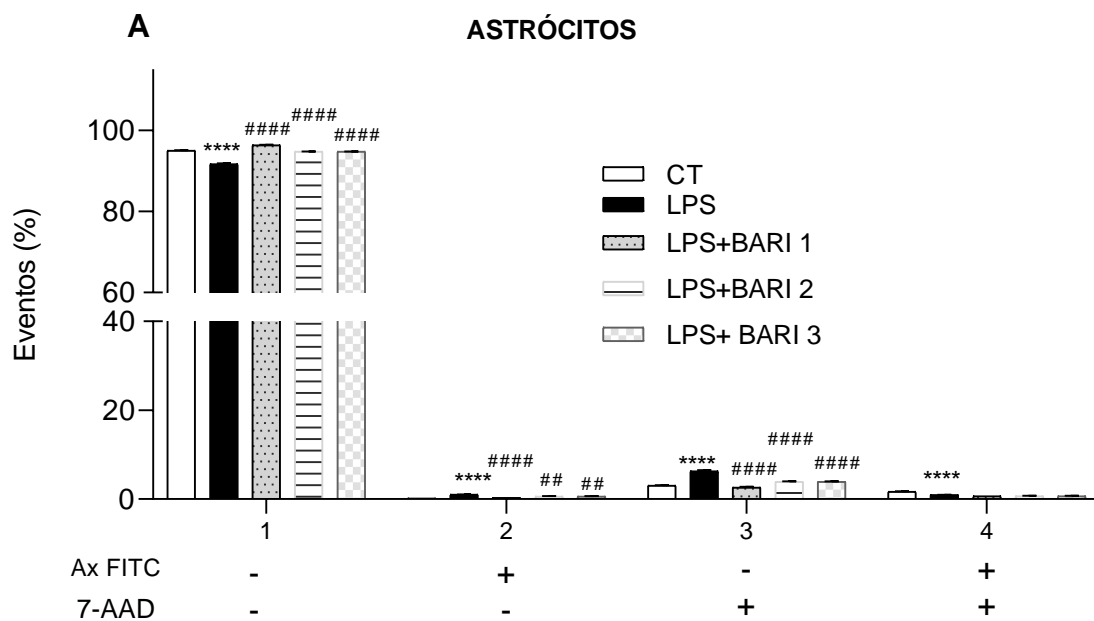 A
ASTRÓCITOS
####
####
####
****
100
80
60
40
20
0
Eventos (%)
CT
LPS
LPS+BARI 1
LPS+BARI 2
LPS+ BARI 3
####
****
##
##
####
****
####
####
****
1
2
3
4
Ax FITC - + - +
7-AAD - - + +